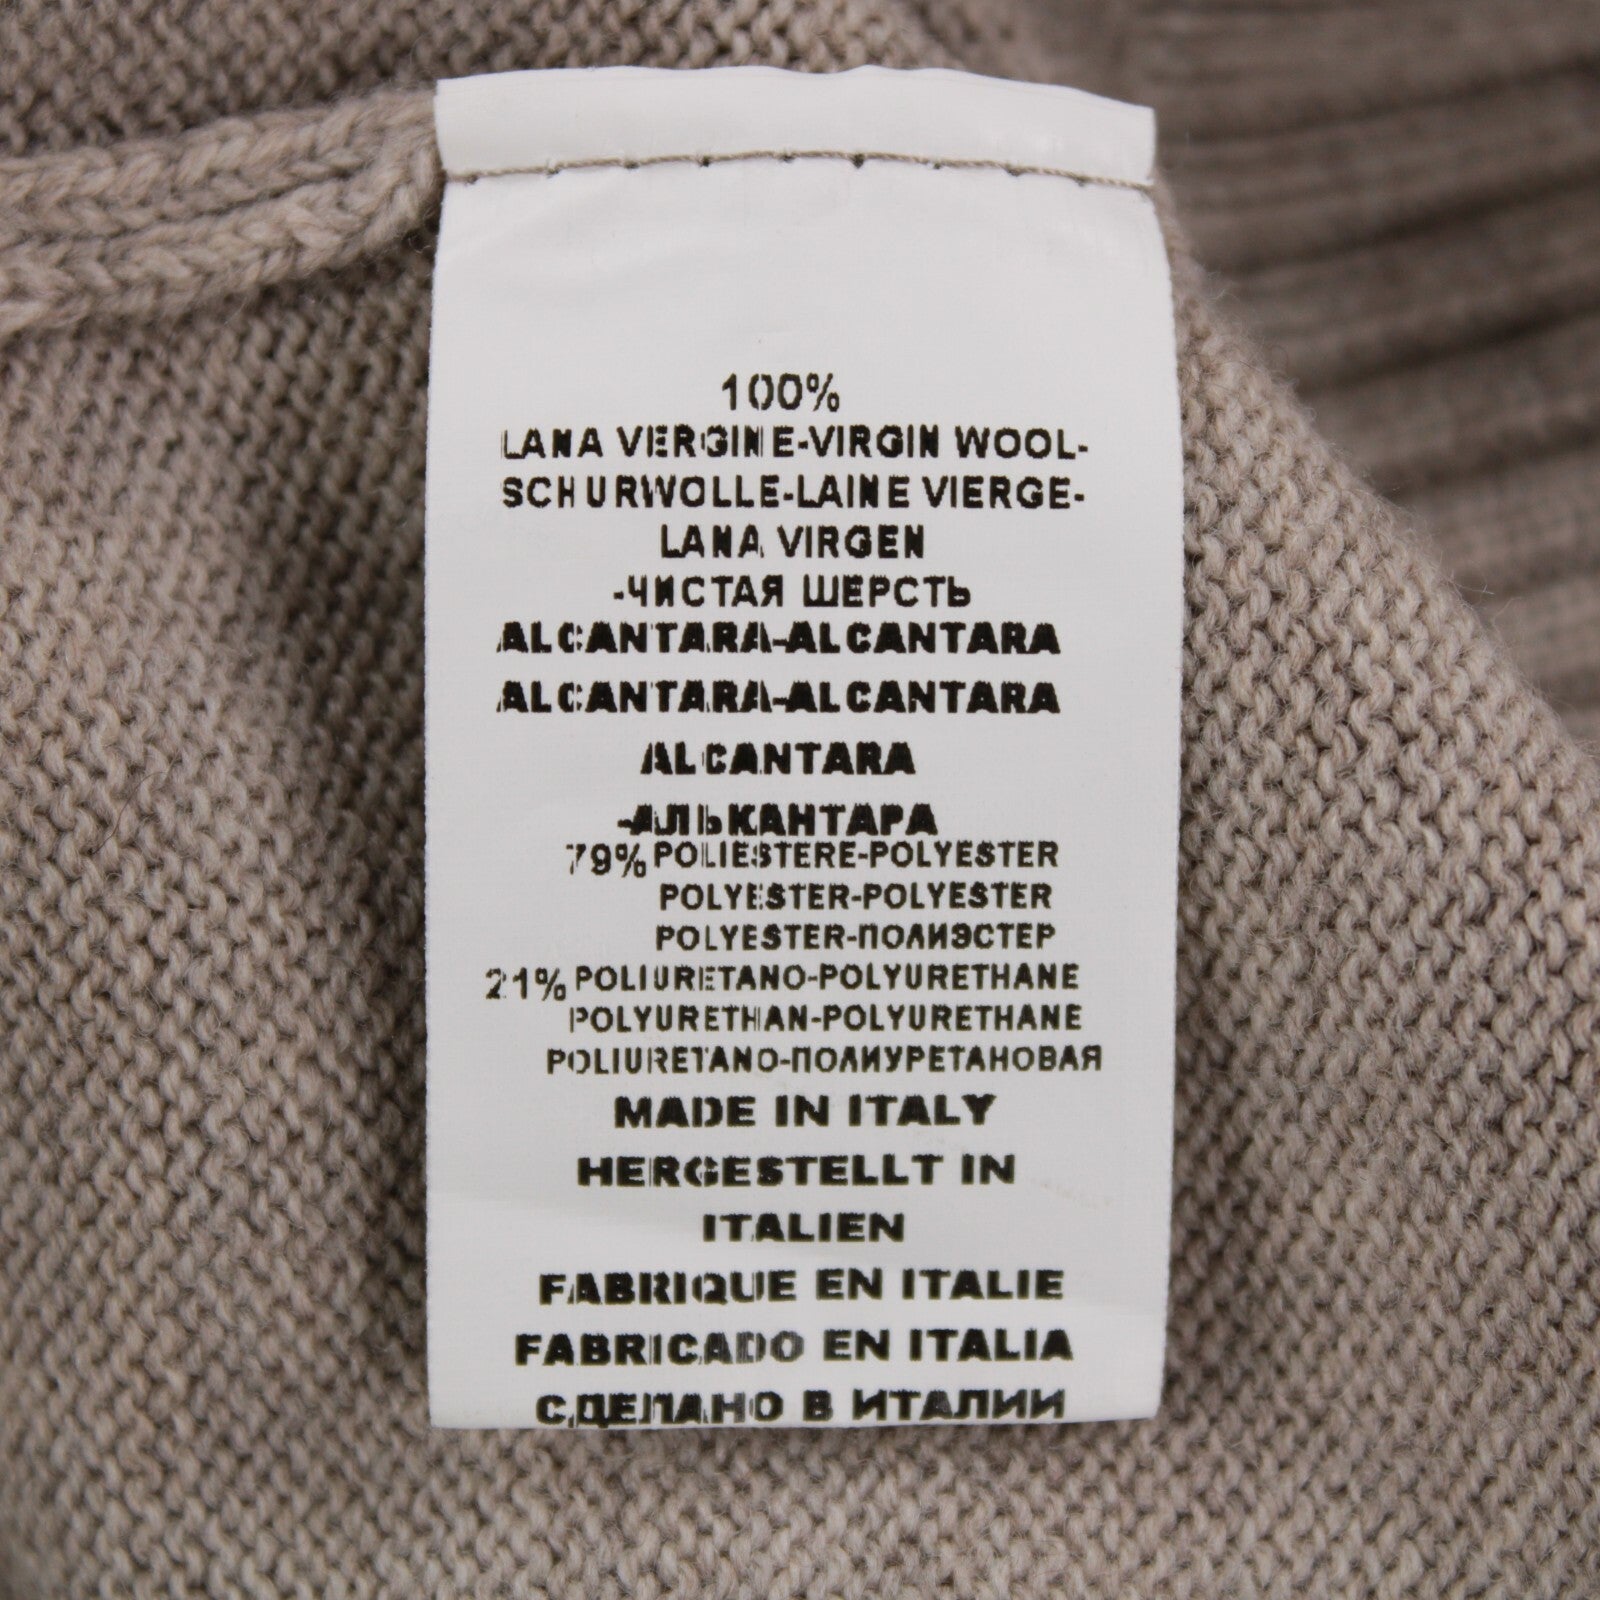 100%
LANA VERGINE-VIRGIN WOOL-
SCHURWOLLE-LAINE VIERGE-
LANA VIRGEN
-ЧИСТАЯ ШЕРСТЬ
ALCANTARA-ALCANTARA
ALCANTARA-ALCANTARA
ALCANTARA
-АЛЬКАНТАРА
79% POLIESTERE-POLYESTER
POLYESTER-POLYESTER
POLYESTER-ПОЛИЭСТЕР
21% POLIURETANO-POLYURETHANE
POLYURETHAN-POLYURETHANE
POLIURETANO-ПОЛИУРЕТАНОВАЯ
MADE IN ITALY
HERGESTELLT IN
ITALIEN
FABRIQUE EN ITALIE
FABRICADO EN ITALIA
СДЕЛАНО В ИТАЛИИ